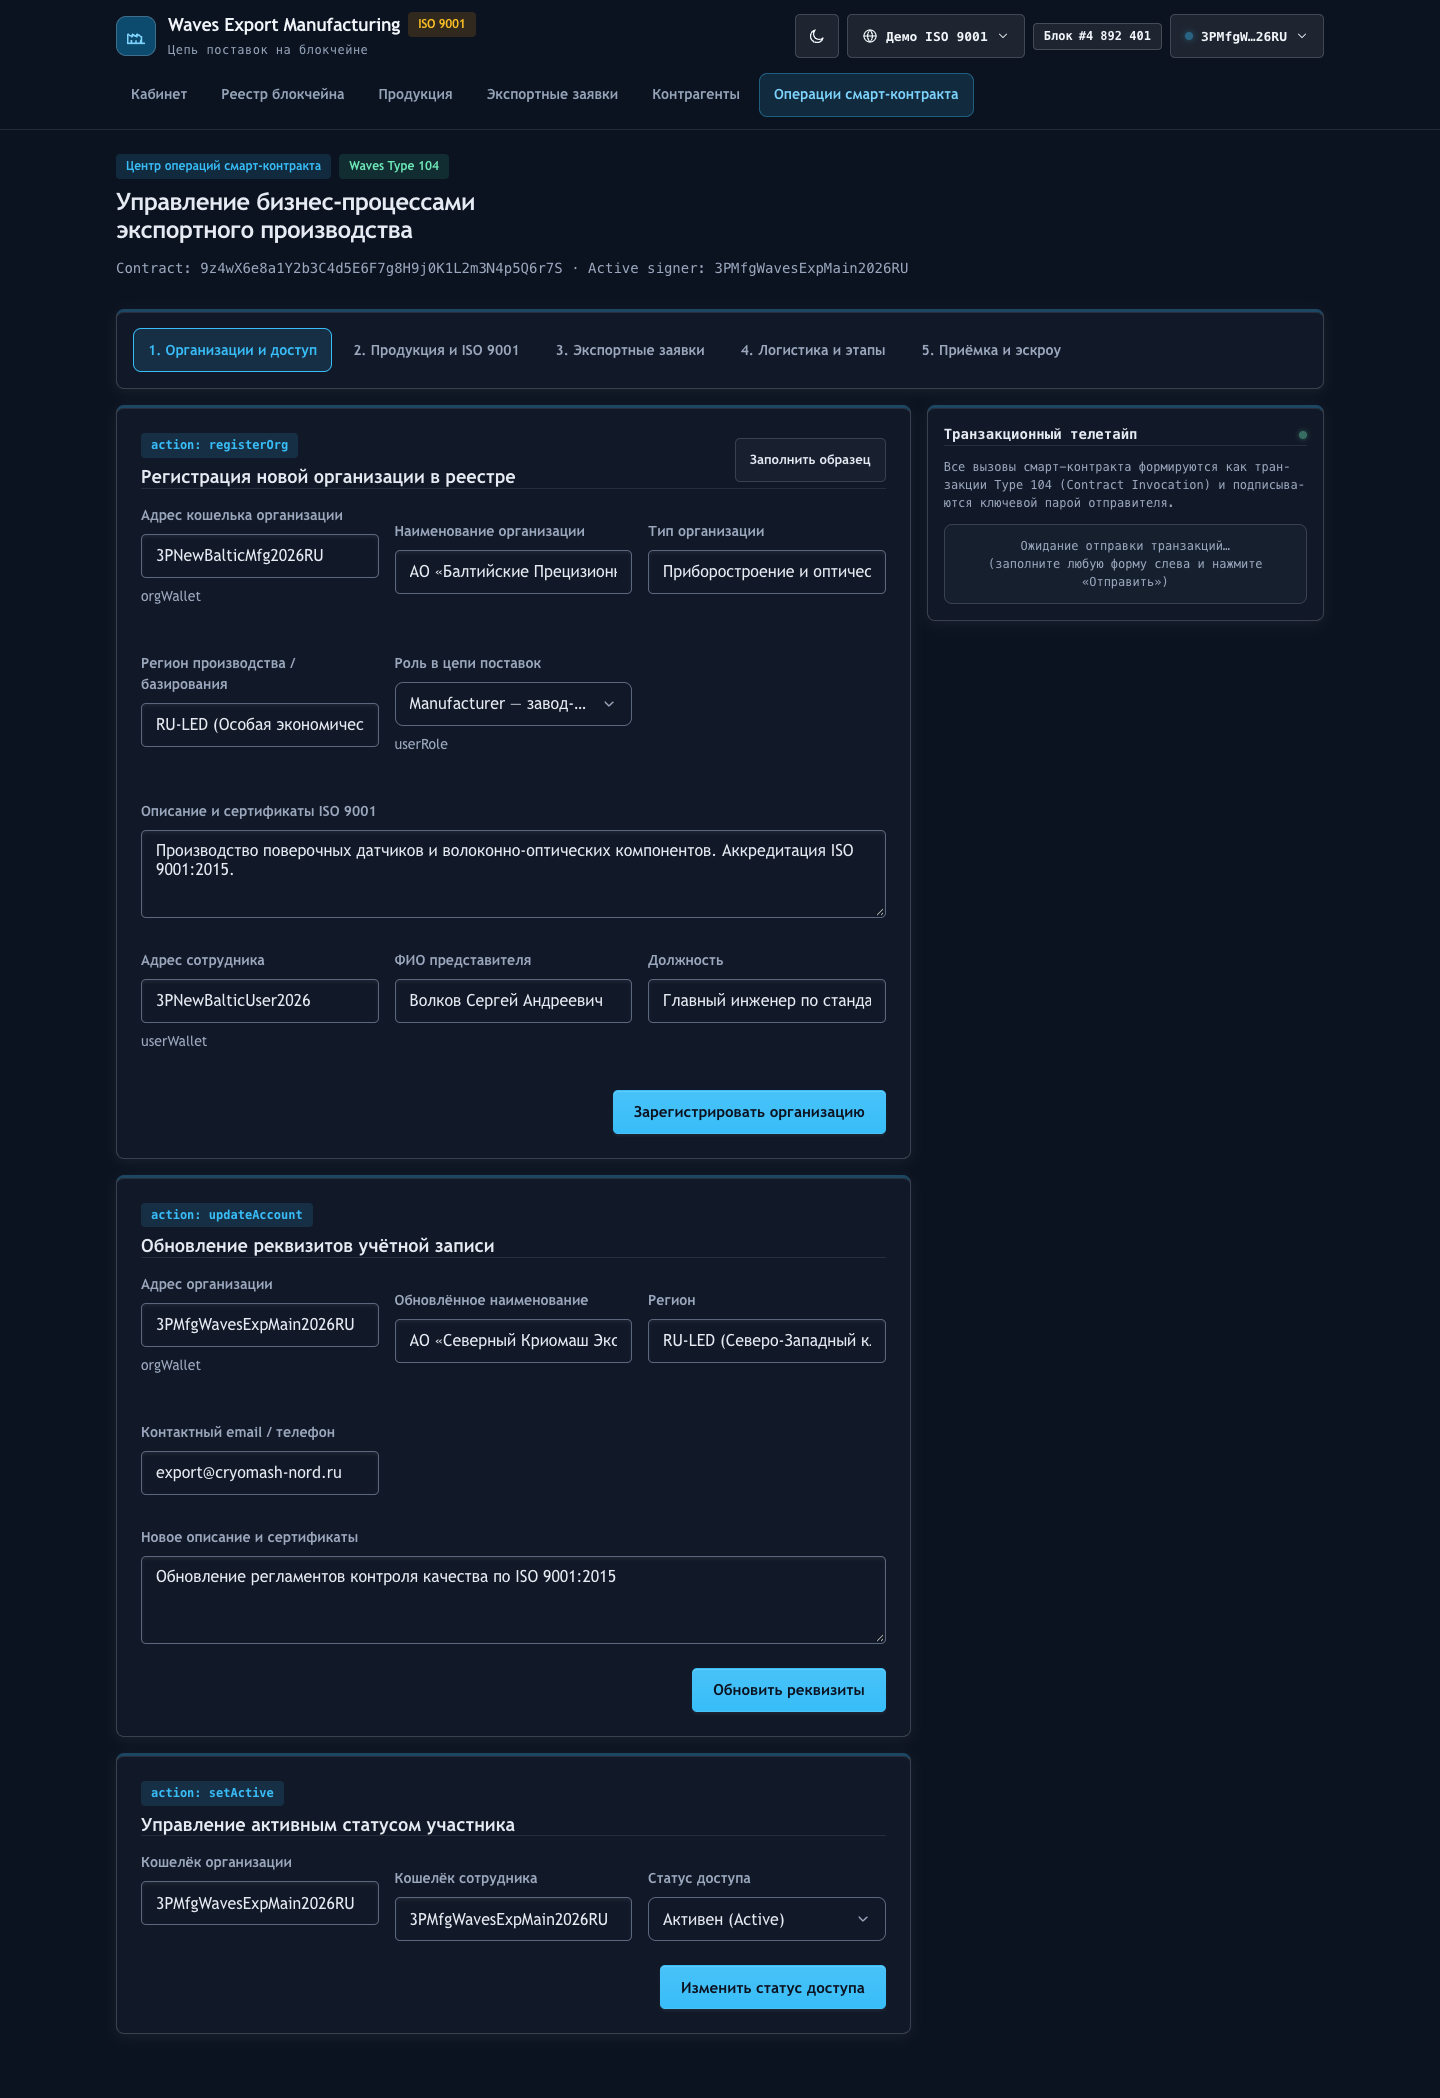 Waves Export Manufacturing
ISO 9001
Цепь поставок на блокчейне
Демо ISO 9001
Блок #4 892 401
3PMfgW…26RU
Кабинет
Реестр блокчейна
Продукция
Экспортные заявки
Контрагенты
Операции смарт-контракта
Центр операций смарт-контракта
Waves Type 104
Управление бизнес-процессами
экспортного производства
Contract: 9z4wX6e8a1Y2b3C4d5E6F7g8H9j0K1L2m3N4p5Q6r7S · Active signer: 3PMfgWavesExpMain2026RU
1. Организации и доступ
2. Продукция и ISO 9001
3. Экспортные заявки
4. Логистика и этапы
5. Приёмка и эскроу
action: registerOrg
Регистрация новой организации в реестре
Заполнить образец
Адрес кошелька организации
3PNewBalticMfg2026RU
orgWallet
Наименование организации
АО «Балтийские Прецизионн
Тип организации
Приборостроение и оптичес
Регион производства /
базирования
RU-LED (Особая экономичес
Роль в цепи поставок
Manufacturer — завод-...
userRole
Описание и сертификаты ISO 9001
Производство поверочных датчиков и волоконно-оптических компонентов. Аккредитация ISO
9001:2015.
Адрес сотрудника
3PNewBalticUser2026
userWallet
ФИО представителя
Волков Сергей Андреевич
Должность
Главный инженер по станда
Зарегистрировать организацию
Транзакционный телетайп
Все вызовы смарт-контракта формируются как тран-
закции Type 104 (Contract Invocation) и подписыва-
ются ключевой парой отправителя.
Ожидание отправки транзакций…
(заполните любую форму слева и нажмите
«Отправить»)
action: updateAccount
Обновление реквизитов учётной записи
Адрес организации
3PMfgWavesExpMain2026RU
orgWallet
Обновлённое наименование
АО «Северный Криомаш Экс
Регион
RU-LED (Северо-Западный к.
Контактный email / телефон
export@cryomash-nord.ru
Новое описание и сертификаты
Обновление регламентов контроля качества по ISO 9001:2015
Обновить реквизиты
action: setActive
Управление активным статусом участника
Кошелёк организации
3PMfgWavesExpMain2026RU
Кошелёк сотрудника
3PMfgWavesExpMain2026RU
Статус доступа
Активен (Active)
Изменить статус доступа